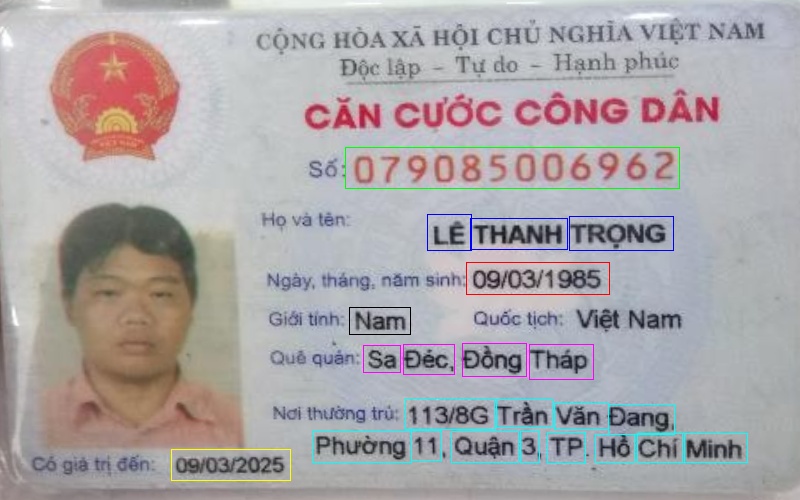 CỘNG HÒA XÃ HỘI CHỦ NGHĨA VIỆT NAM
Độc lập – Tự do – Hạnh phúc
CĂN CƯỚC CÔNG DÂN
Số: 079085006962
Họ và tên:
LÊ THANH TRỌNG
Ngày, tháng, năm sinh: 09/03/1985
Giới tính: Nam Quốc tịch: Việt Nam
Quê quán: Sa Đéc, Đồng Tháp
Nơi thường trú: 113/8G Trần Văn Đang,
Phường 11, Quận 3, TP. Hồ Chí Minh
Có giá trị đến: 09/03/2025